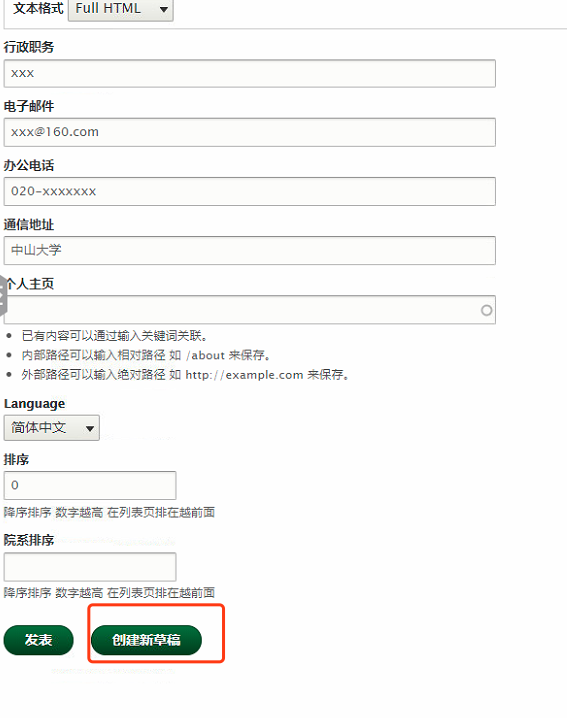 文本格式 Full HTML
行政职务
xxx
电子邮件
xxx@160.com
办公电话
020-xxxxxxx
通信地址
中山大学
个人主页
已有内容可以通过输入关键词关联。
内部路径可以输入相对路径 如 /about 来保存。
外部路径可以输入绝对路径 如 http://example.com 来保存。
Language
简体中文
排序
0
降序排序 数字越高 在列表页排在越前面
院系排序
降序排序 数字越高 在列表页排在越前面
发表 创建新草稿